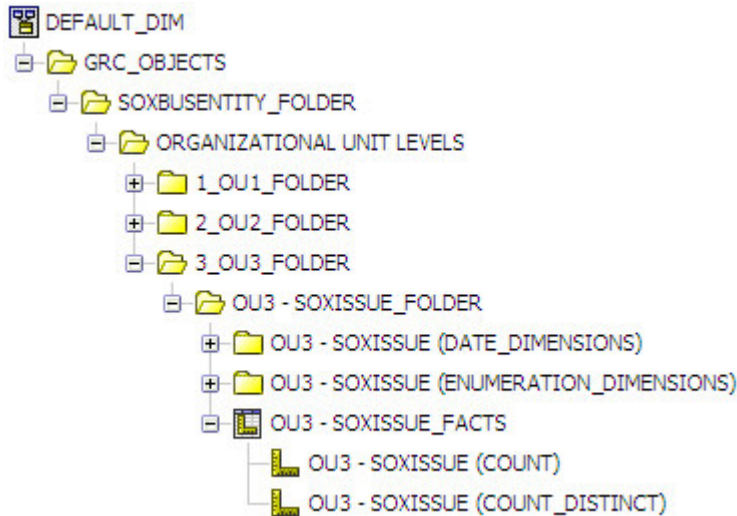 DEFAULT_DIM
GRC_OBJECTS
SOXBUSENTITY_FOLDER
ORGANIZATIONAL UNIT LEVELS
1_OU1_FOLDER
2_OU2_FOLDER
3_OU3_FOLDER
OU3 - SOXISSUE_FOLDER
OU3 - SOXISSUE (DATE_DIMENSIONS)
OU3 - SOXISSUE (ENUMERATION_DIMENSIONS)
OU3 - SOXISSUE_FACTS
OU3 - SOXISSUE (COUNT)
OU3 - SOXISSUE (COUNT_DISTINCT)